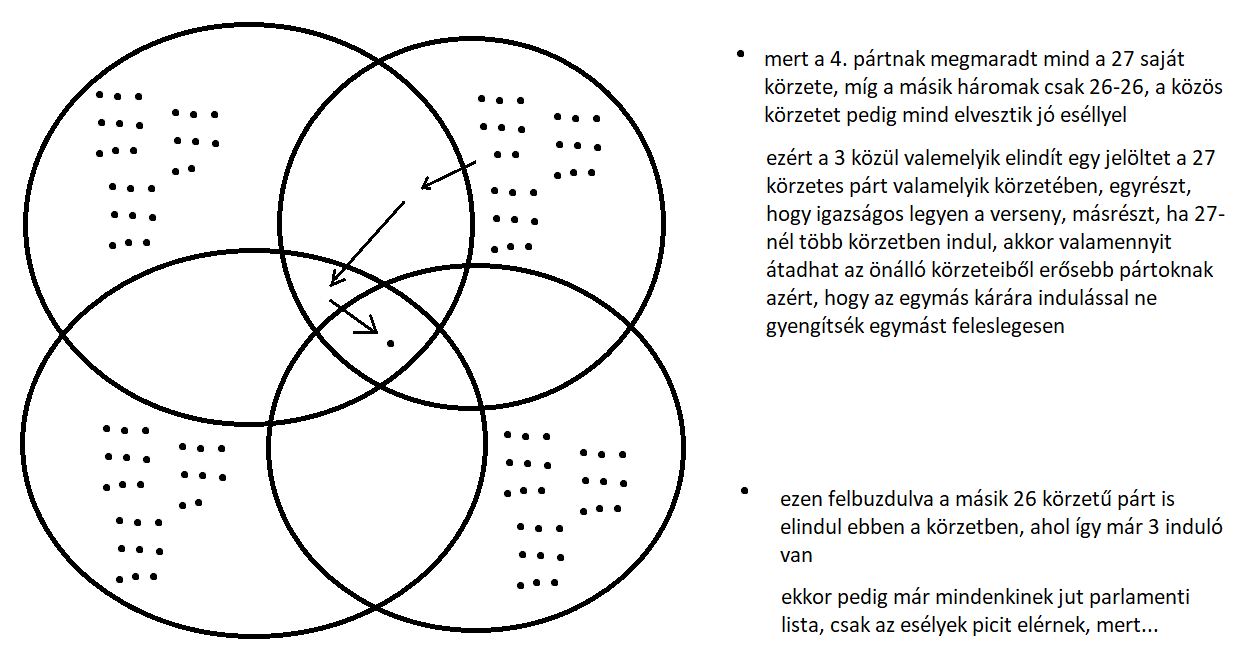 mert a 4. pártnak megmaradt mind a 27 saját
körzete, míg a másik háromak csak 26-26, a közös
körzetet pedig mind elvesztik jó eséllyel
ezért a 3 közül valemelyik elindít egy jelöltet a 27
körzetes párt valamelyik körzetében, egyrészt,
hogy igazságos legyen a verseny, másrészt, ha 27-
nél több körzetben indul, akkor valamennyit
átadhat az önálló körzeteiből erősebb pártoknak
azért, hogy az egymás kárára indulással ne
gyengítsék egymást feleslegesen
ezen felbuzdulva a másik 26 körzetű párt is
elindul ebben a körzetben, ahol így már 3 induló
van
ekkor pedig már mindenkinek jut parlamenti
lista, csak az esélyek picit elérnek, mert...